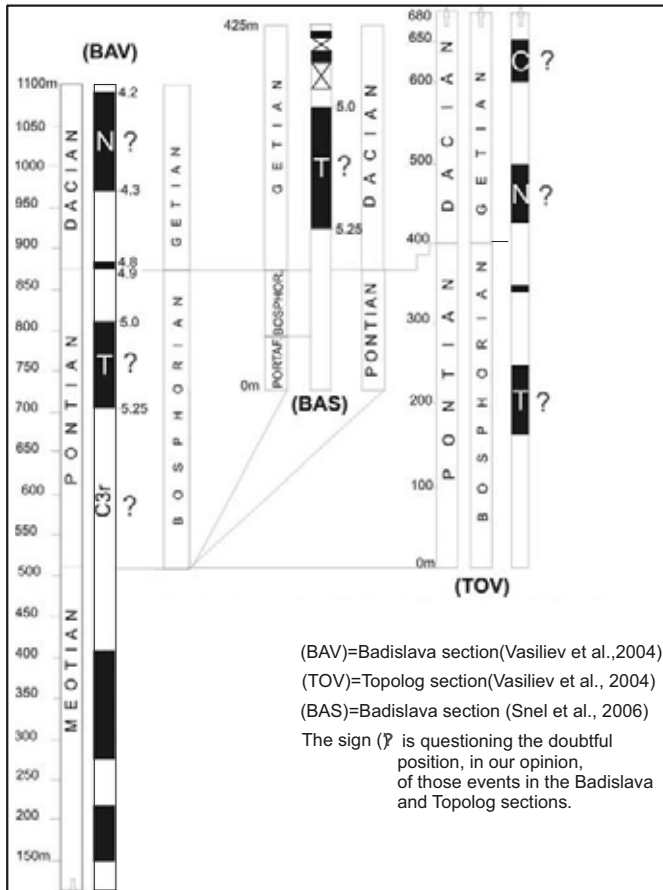 (BAV)
1100m
1050
1000
950
900
850
800
750
700
650
600
550
500
450
400
350
300
250
200
150m
DACIAN
PONTIAN
MEOTIAN
N ?
T ?
C3r ?
4.2
4.3
4.8
4.9
5.0
5.25
GETIAN
BOSPHORIAN
425m
(BAS)
GETIAN
BOSPHOR.
PORTAF.
0m
T ?
5.0
5.25
DACIAN
PONTIAN
(BAS)
(TOV)
680
650
600
500
400
300
200
100
0m
DACIAN
PONTIAN
GETIAN
BOSPHORIAN
C ?
N ?
T ?
(TOV)
(BAV)=Badislava section(Vasiliev et al.,2004)
(TOV)=Topolog section(Vasiliev et al., 2004)
(BAS)=Badislava section (Snel et al., 2006)
The sign (? is questioning the doubtful
position, in our opinion,
of those events in the Badislava
and Topolog sections.